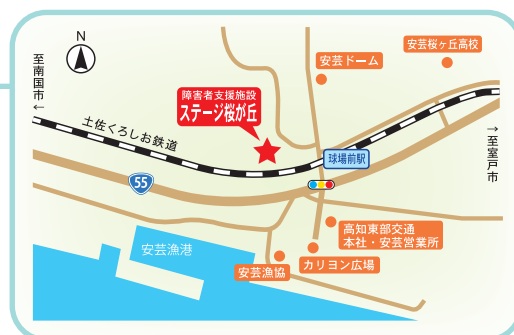 N
至南国市←
安芸ドーム
安芸桜ヶ丘高校
障害者支援施設
ステージ桜が丘
土佐くろしお鉄道
球場前駅
→至室戸市
55
高知東部交通
本社・安芸営業所
安芸漁港
安芸漁協
カリヨン広場